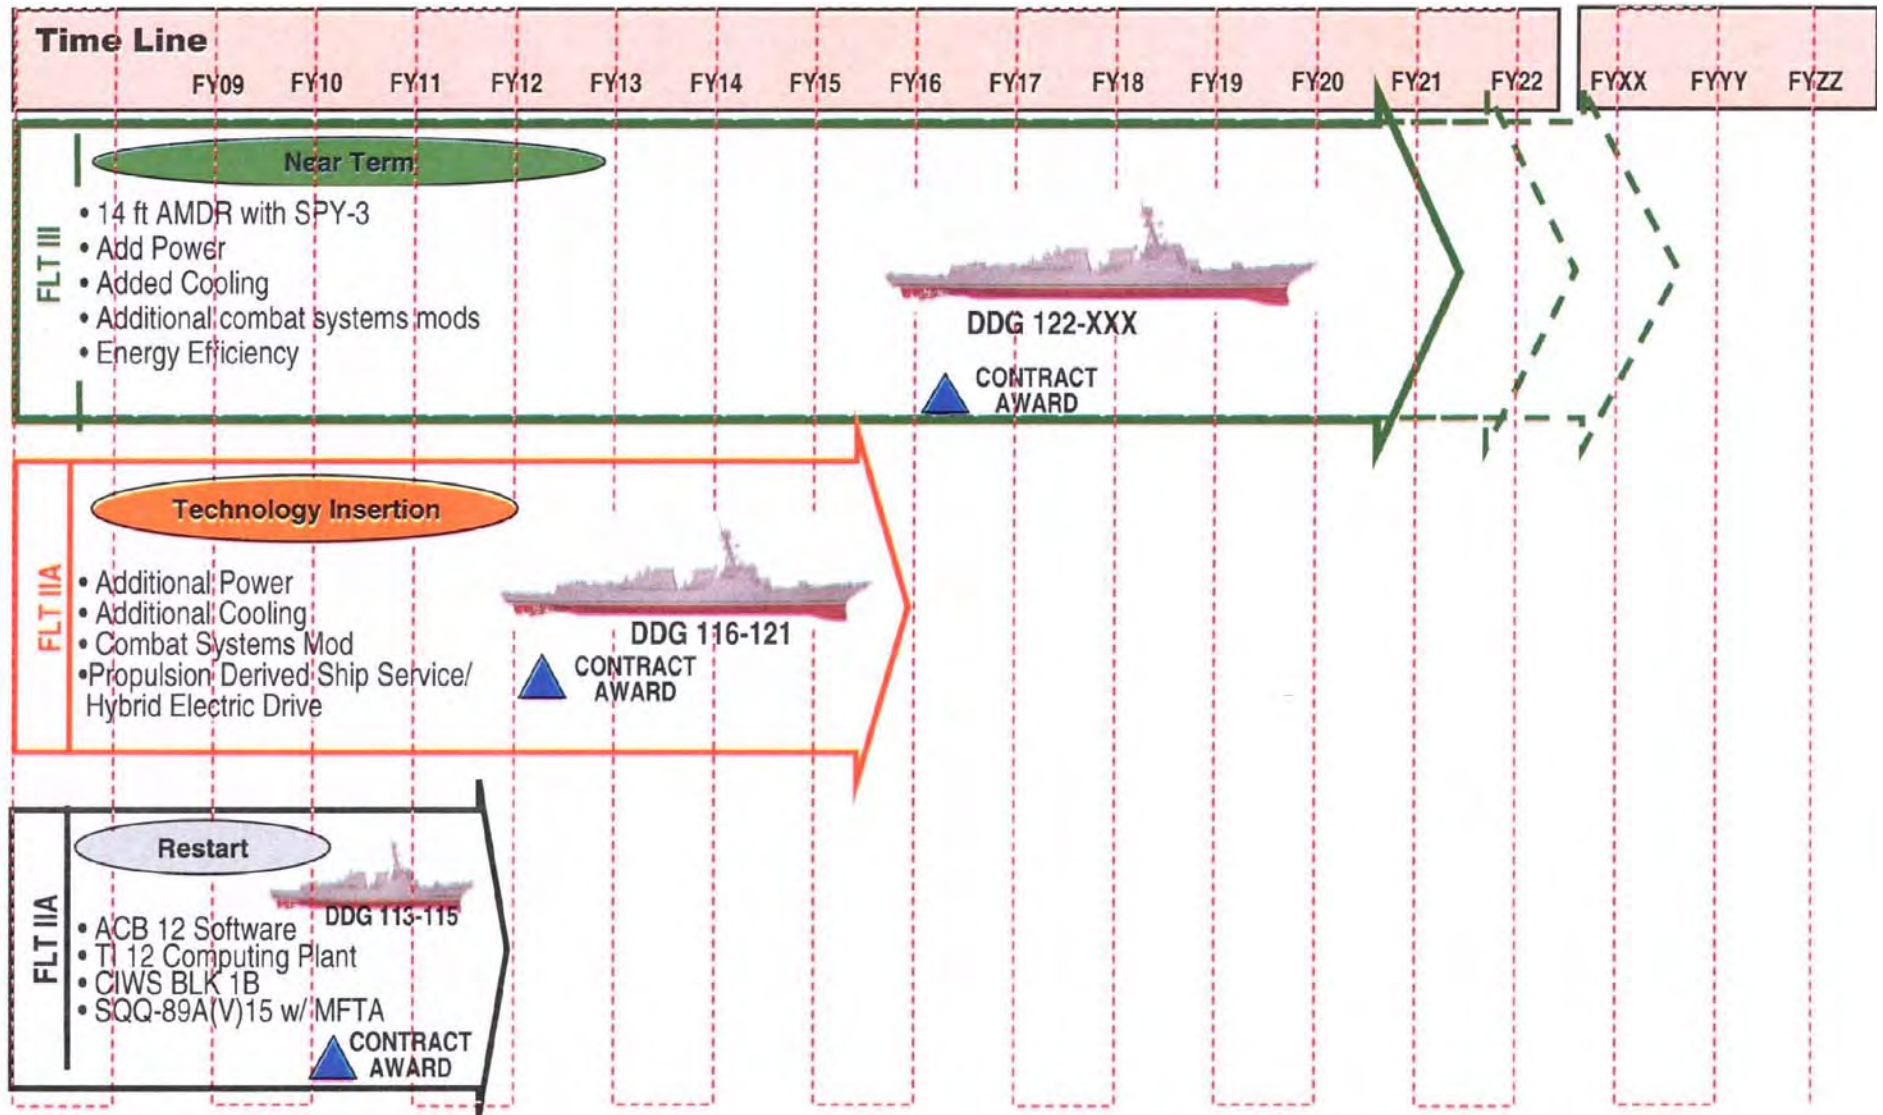 Time Line
FY09 FY10 FY11 FY12 FY13 FY14 FY15 FY16 FY17 FY18 FY19 FY20 FY21 FY22 FYXX FYYY FYZZ
FLT III
Near Term
• 14 ft AMDR with SPY-3
• Add Power
• Added Cooling
• Additional combat systems mods
• Energy Efficiency
DDG 122-XXX
CONTRACT
AWARD
FLT IIA
Technology Insertion
• Additional Power
• Additional Cooling
• Combat Systems Mod
•Propulsion Derived Ship Service/
Hybrid Electric Drive
DDG 116-121
CONTRACT
AWARD
FLT IIA
Restart
DDG 113-115
• ACB 12 Software
• TI 12 Computing Plant
• CIWS BLK 1B
• SQQ-89A(V)15 w/ MFTA
CONTRACT
AWARD